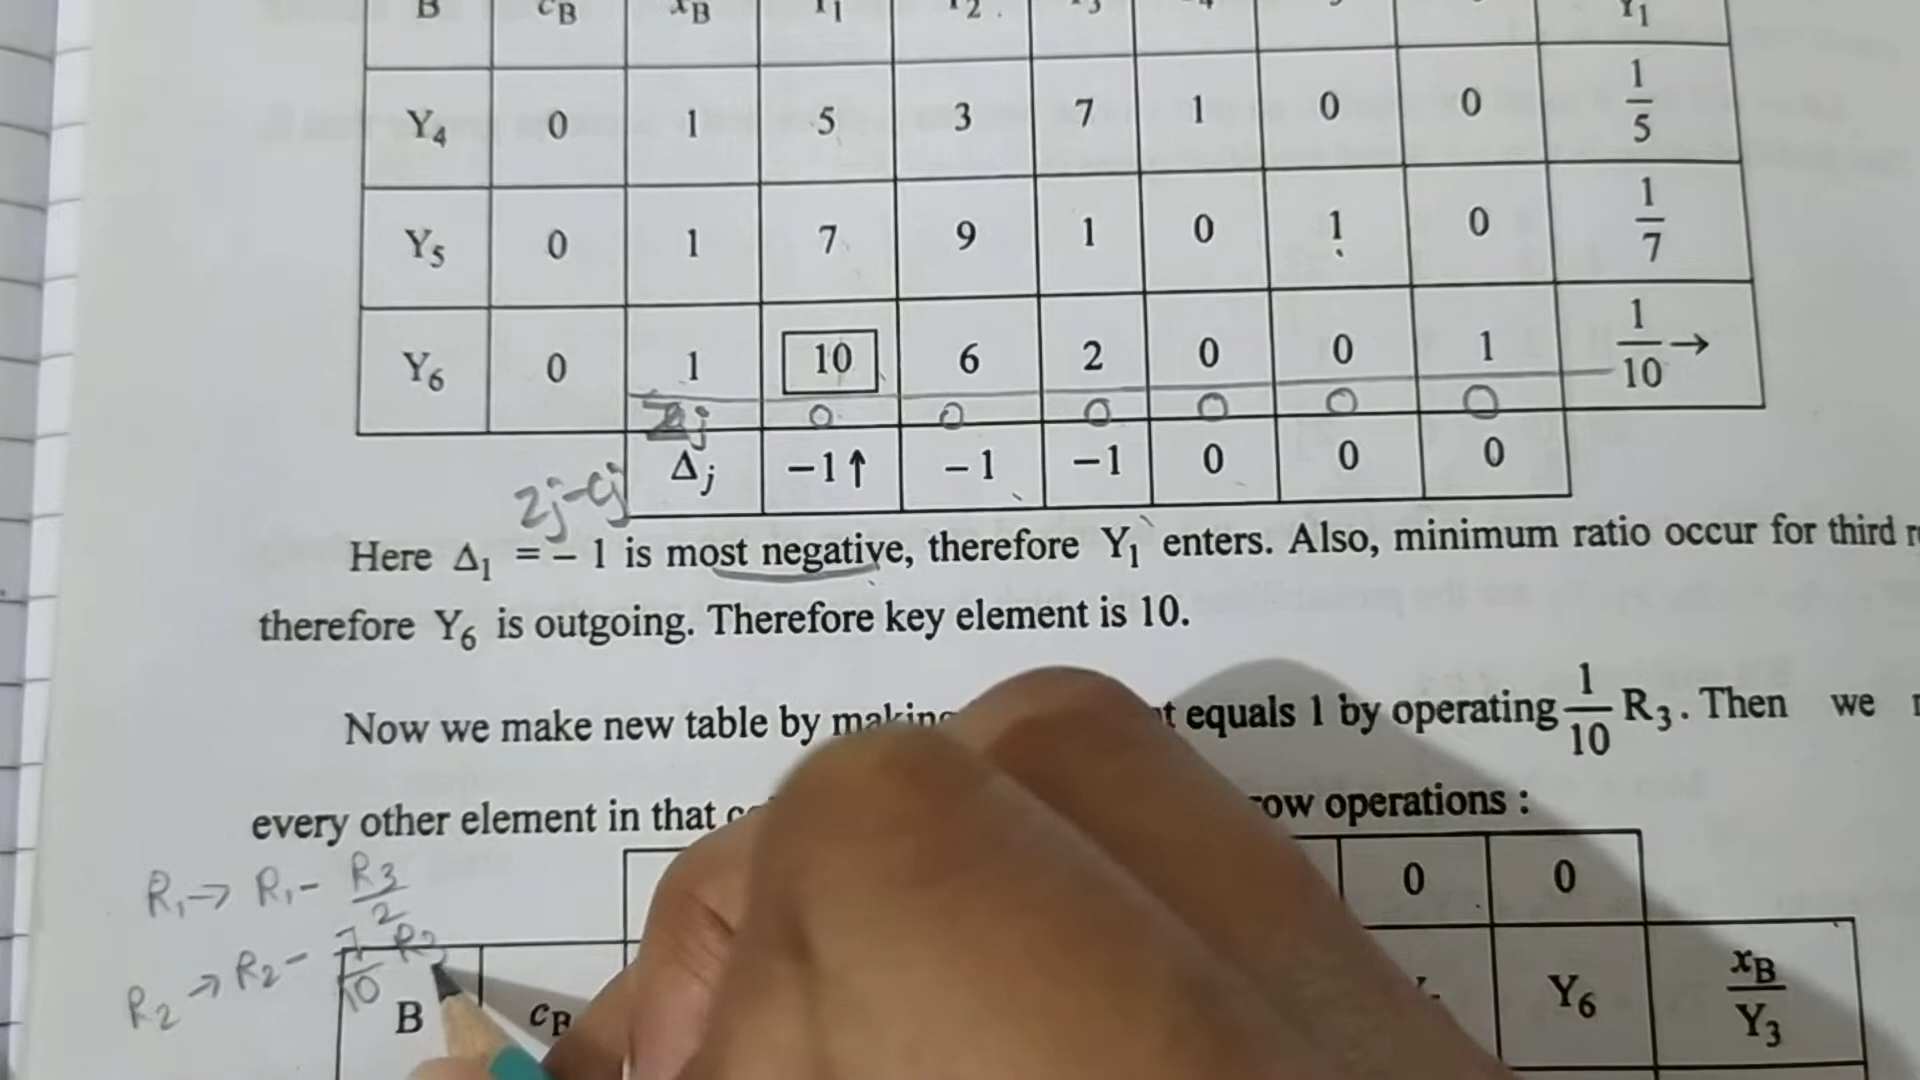 B c_B x_B Y_1
Y_4 0 1 5 3 7 1 0 0 1/5
Y_5 0 1 7 9 1 0 1 0 1/7
Y_6 0 1 10 6 2 0 0 1 1/10 →
Zj 0 0 0 0 0 0
Zj-Cj Δ_j −1↑ −1 −1 0 0 0
Here Δ_1 = − 1 is most negative, therefore Y_1 enters. Also, minimum ratio occur for third
therefore Y_6 is outgoing. Therefore key element is 10.
Now we make new table by making equals 1 by operating 1/10 R_3. Then we
every other element in that row operations :
R_1 → R_1 - R_3/2
0 0
R_2 → R_2 - 7/10 R_3
B c_B Y_6 x_B/Y_3